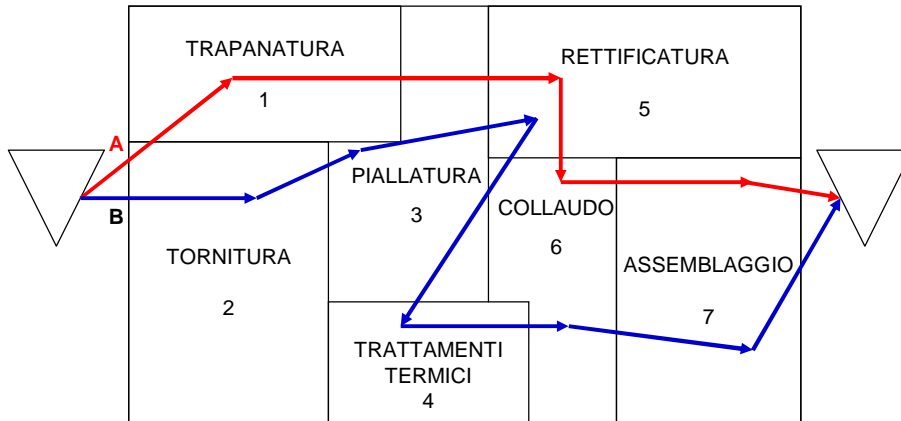 TRAPANATURA
1
RETTIFICATURA
5
A
B
PIALLATURA
3
TORNITURA
2
COLLAUDO
6
ASSEMBLAGGIO
7
TRATTAMENTI
TERMICI
4